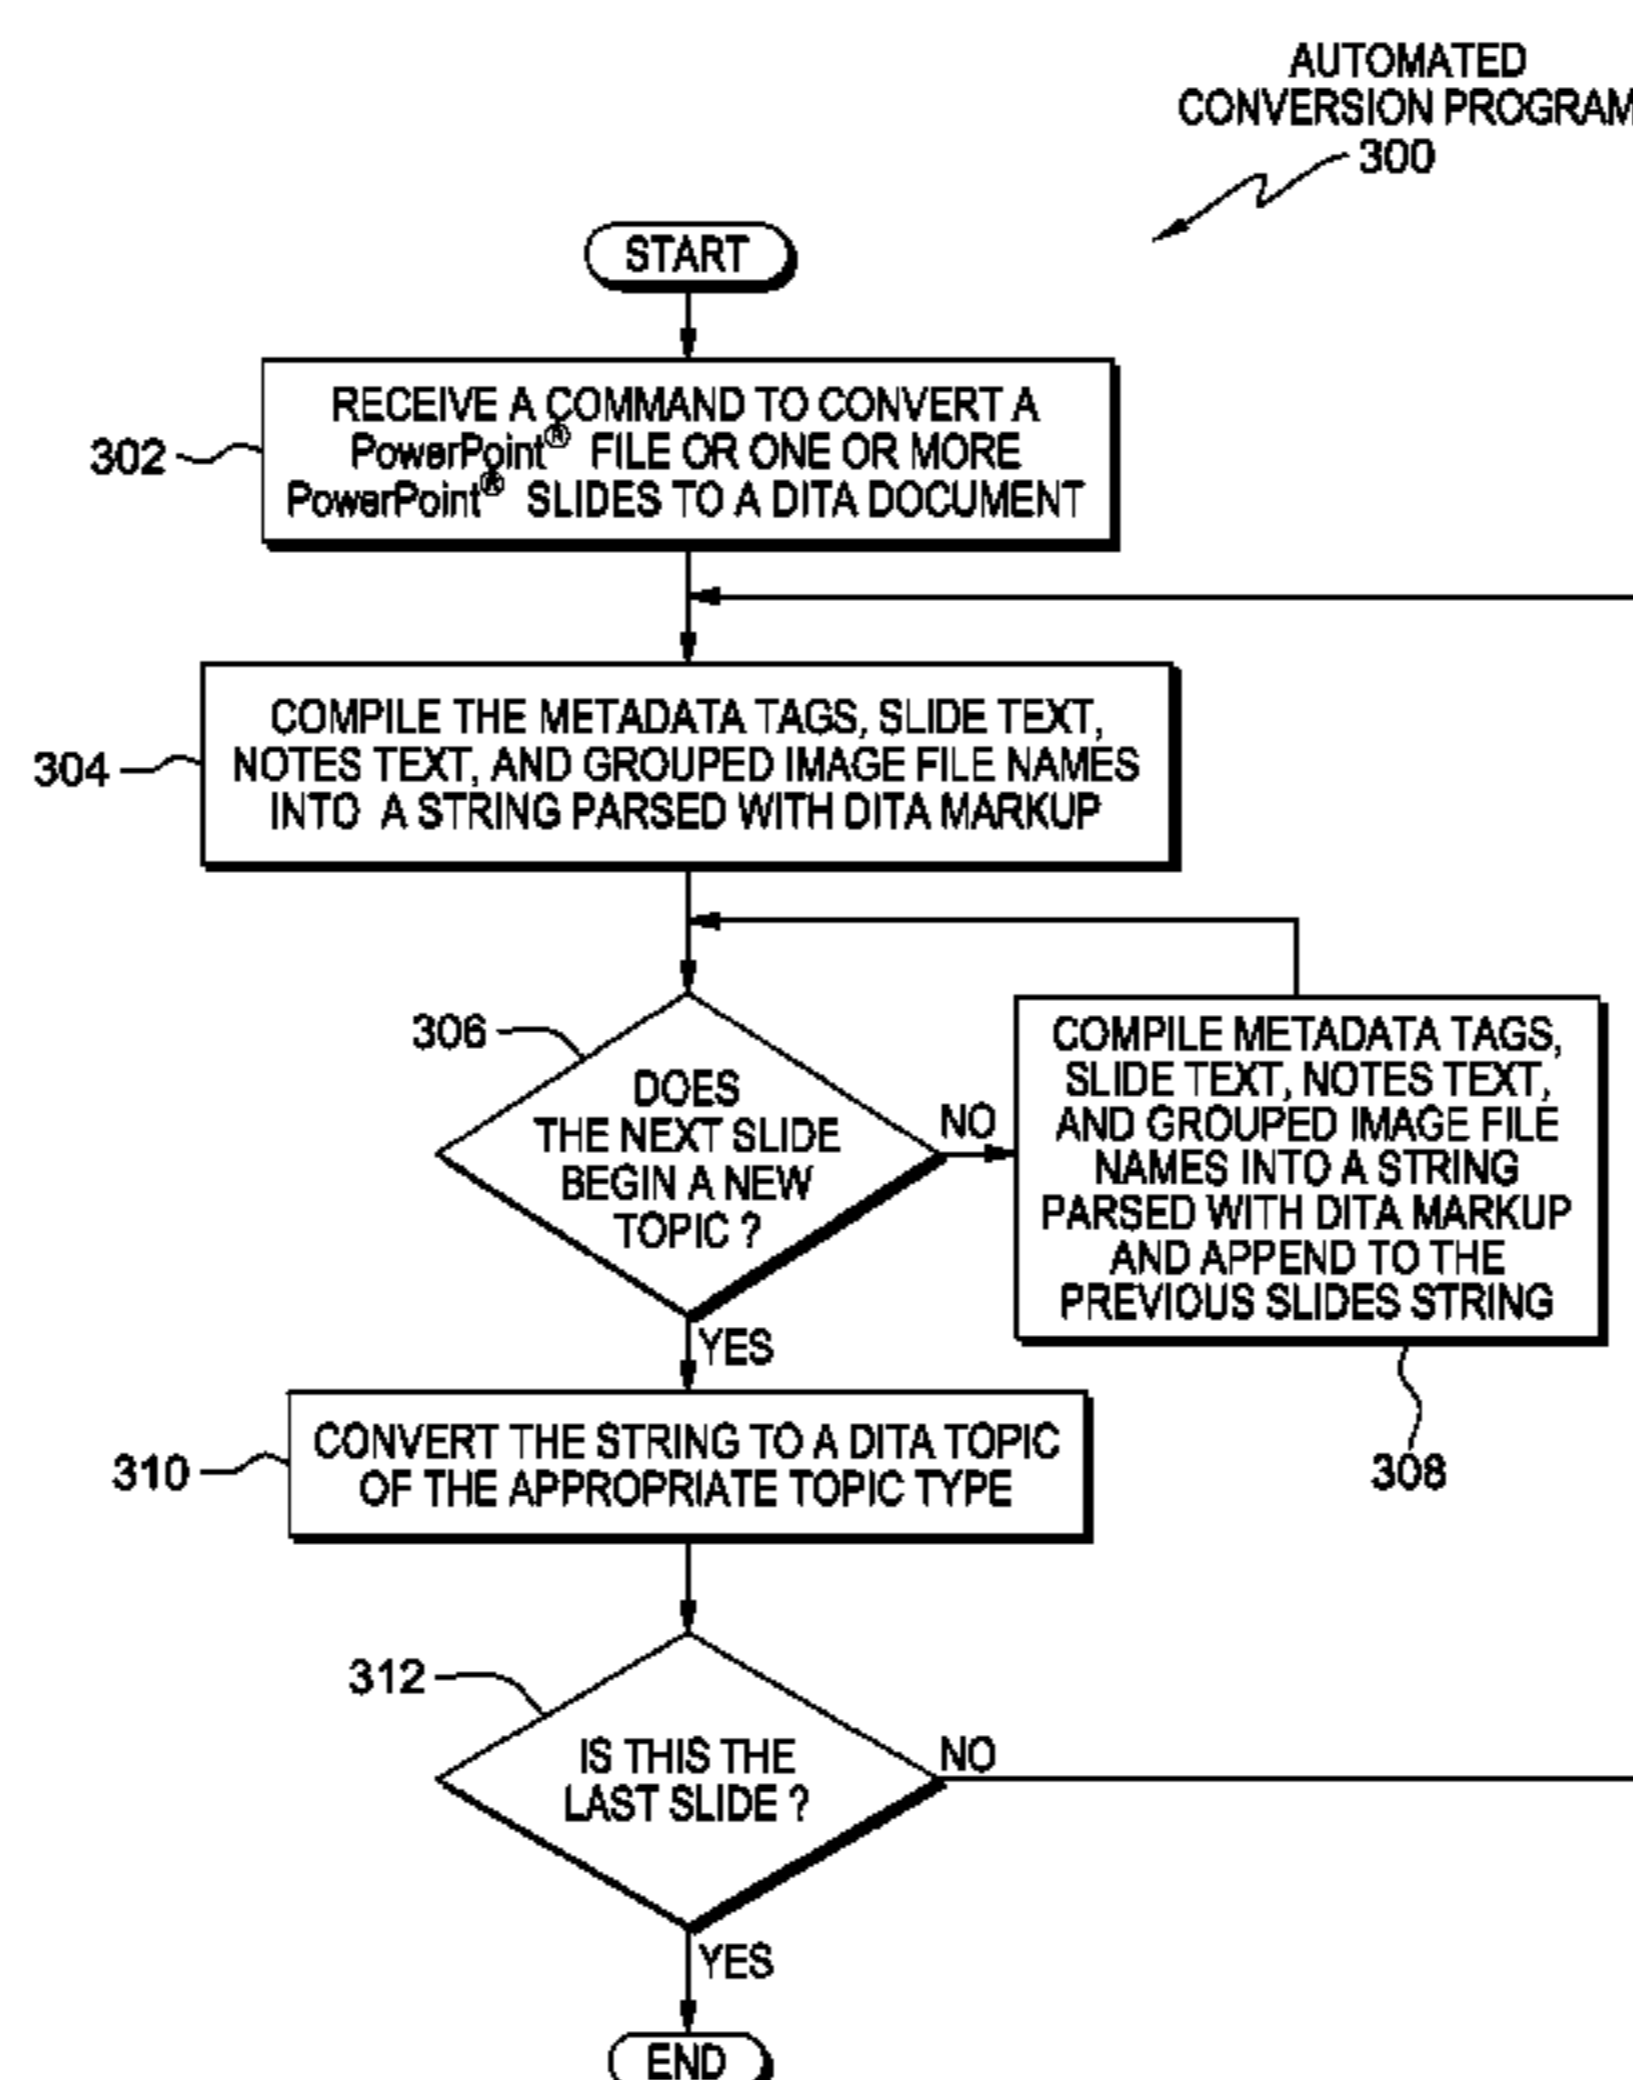 AUTOMATED
CONVERSION PROGRAM
300
START
302
RECEIVE A COMMAND TO CONVERT A
PowerPoint® FILE OR ONE OR MORE
PowerPoint® SLIDES TO A DITA DOCUMENT
304
COMPILE THE METADATA TAGS, SLIDE TEXT,
NOTES TEXT, AND GROUPED IMAGE FILE NAMES
INTO A STRING PARSED WITH DITA MARKUP
306
DOES
THE NEXT SLIDE
BEGIN A NEW
TOPIC ?
NO
COMPILE METADATA TAGS,
SLIDE TEXT, NOTES TEXT,
AND GROUPED IMAGE FILE
NAMES INTO A STRING
PARSED WITH DITA MARKUP
AND APPEND TO THE
PREVIOUS SLIDES STRING
308
YES
310
CONVERT THE STRING TO A DITA TOPIC
OF THE APPROPRIATE TOPIC TYPE
312
IS THIS THE
LAST SLIDE ?
NO
YES
END